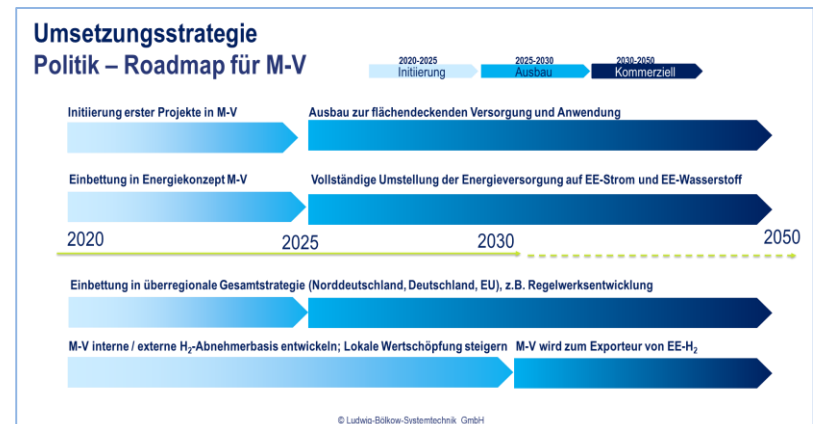 Umsetzungsstrategie
Politik – Roadmap für M-V
2020-2025
Initiierung
2025-2030
Ausbau
2030-2050
Kommerziell
Initiierung erster Projekte in M-V
Ausbau zur flächendeckenden Versorgung und Anwendung
Einbettung in Energiekonzept M-V
Vollständige Umstellung der Energieversorgung auf EE-Strom und EE-Wasserstoff
2020
2025
2030
2050
Einbettung in überregionale Gesamtstrategie (Norddeutschland, Deutschland, EU), z.B. Regelwerksentwicklung
M-V interne / externe H₂-Abnehmerbasis entwickeln; Lokale Wertschöpfung steigern
M-V wird zum Exporteur von EE-H₂
© Ludwig-Bölkow-Systemtechnik GmbH